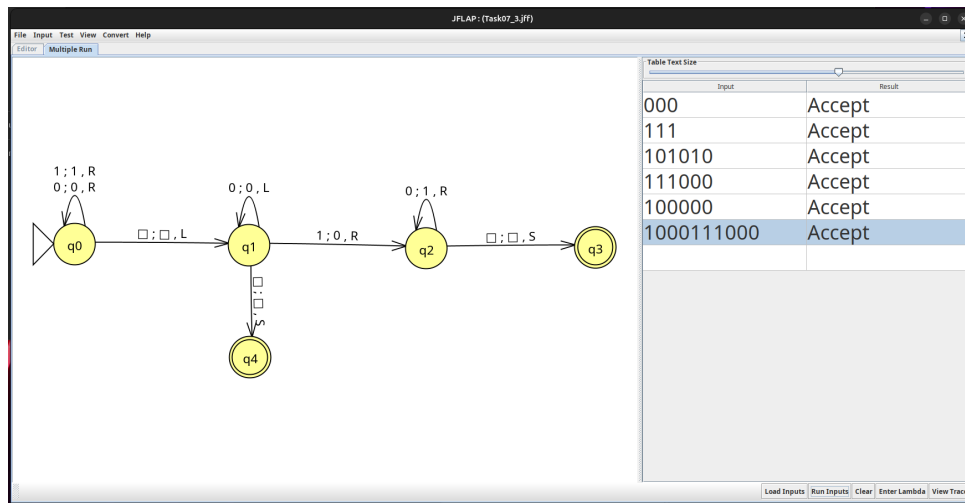 JFLAP : (Task07_3.jff)
File Input Test View Convert Help
Editor Multiple Run
1 ; 1 , R
0 ; 0 , R
q0
□ ; □ , L
0 ; 0 , L
q1
1 ; 0 , R
0 ; 1 , R
q2
□ ; □ , S
q3
□ ; □ , S
q4
Table Text Size
Input Result
000 Accept
111 Accept
101010 Accept
111000 Accept
100000 Accept
1000111000 Accept
Load Inputs Run Inputs Clear Enter Lambda View Trace